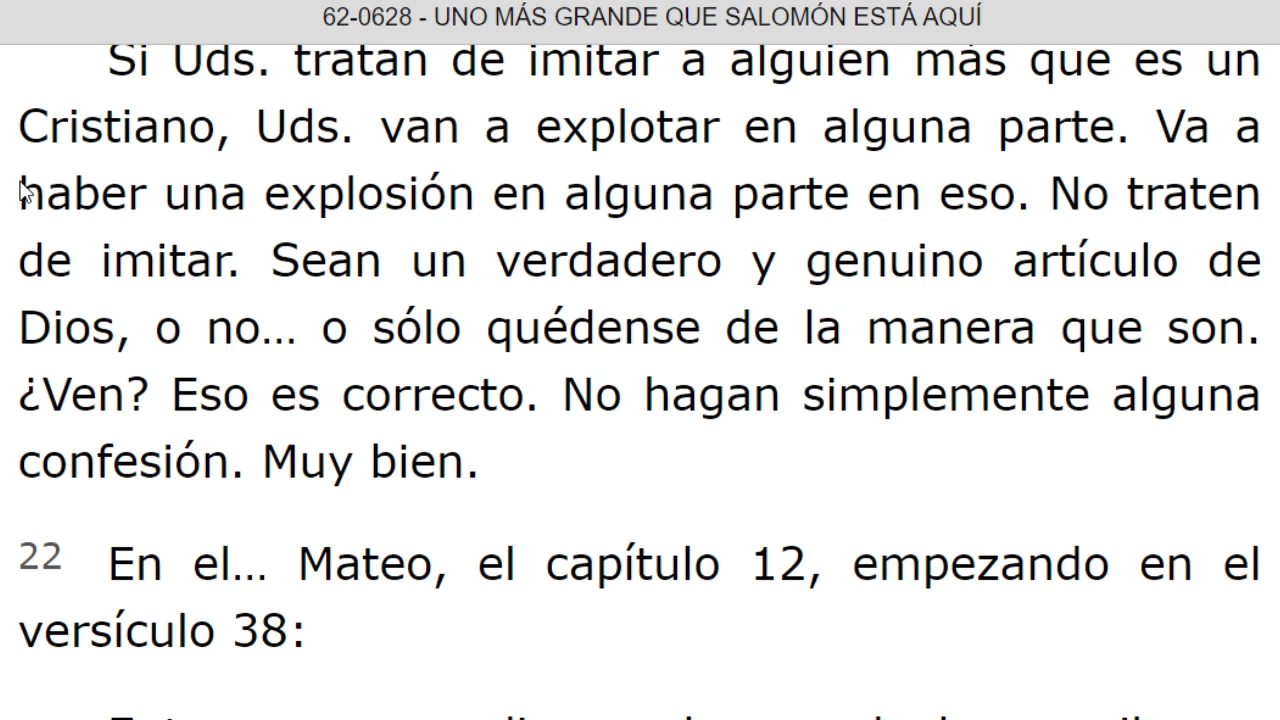 62-0628 - UNO MÁS GRANDE QUE SALOMÓN ESTÁ AQUÍ
Si Uds. tratan de imitar a alguien más que es un
Cristiano, Uds. van a explotar en alguna parte. Va a
haber una explosión en alguna parte en eso. No traten
de imitar. Sean un verdadero y genuino artículo de
Dios, o no… o sólo quédense de la manera que son.
¿Ven? Eso es correcto. No hagan simplemente alguna
confesión. Muy bien.
22 En el… Mateo, el capítulo 12, empezando en el
versículo 38: